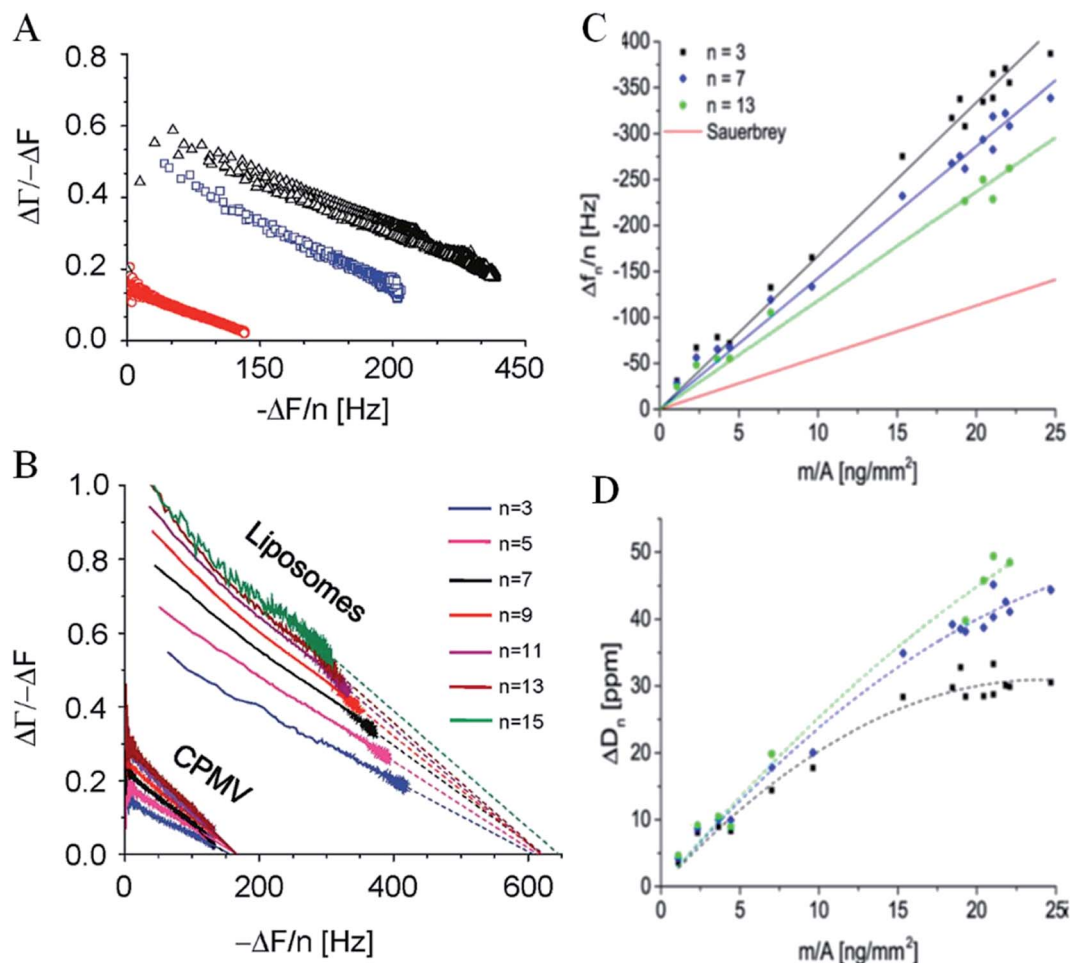 A
0.8
0.6
0.4
0.2
0.0
ΔΓ/-ΔF
0
150
200
450
-ΔF/n [Hz]
B
1.0
0.8
0.6
0.4
0.2
0.0
ΔΓ/-ΔF
Liposomes
CPMV
n=3
n=5
n=7
n=9
n=11
n=13
n=15
0
200
400
600
−ΔF/n [Hz]
C
400
-350
-300
-250
-200
-150
-100
-50
0
Δfn/n [Hz]
n = 3
n = 7
n = 13
Sauerbrey
0
5
10
15
20
25
m/A [ng/mm²]
D
50
40
30
20
10
0
ΔDn [ppm]
0
5
10
15
20
25
m/A [ng/mm²]